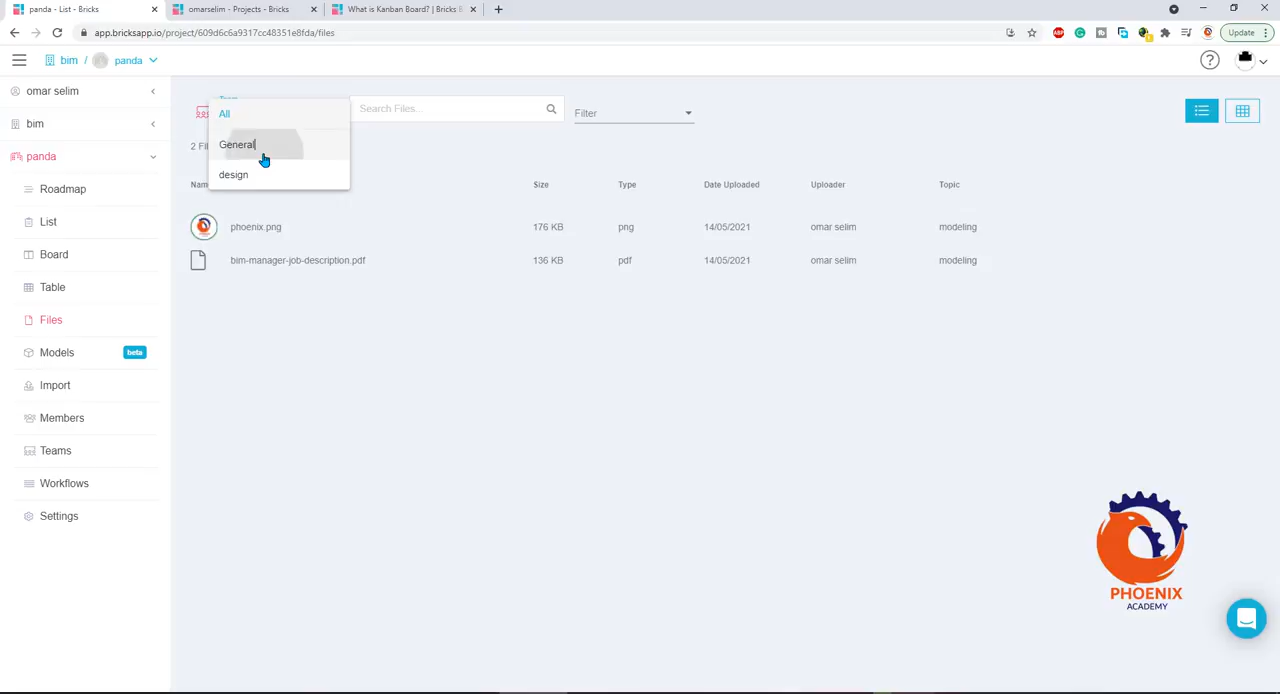 panda - List - Bricks
omarselim - Projects - Bricks
What is Kanban Board? | Bricks
app.bricksapp.io/project/609d6c6a9317cc48351e8fda/files
ABP
Update
bim / panda
omar selim
bim
panda
Roadmap
List
Board
Table
Files
Models beta
Import
Members
Teams
Workflows
Settings
All
General
design
Search Files...
Filter
Size Type Date Uploaded Uploader Topic
phoenix.png 176 KB png 14/05/2021 omar selim modeling
bim-manager-job-description.pdf 136 KB pdf 14/05/2021 omar selim modeling
PHOENIX
ACADEMY